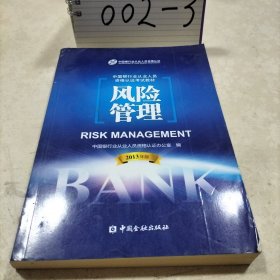 002-3
中国银行业从业人员
资格认证考试教材
风险
管理
RISK MANAGEMENT
中国银行业从业人员资格认证办公室 编
2013年版
BANK
中国金融出版社